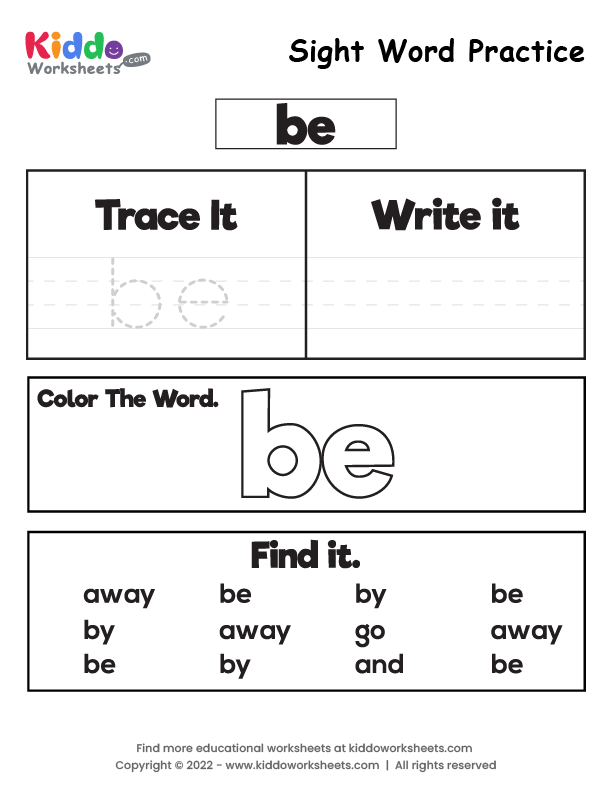 Kiddo
Worksheets .com
Sight Word Practice
be
Trace It Write it
be
Color The Word.
be
Find it.
away be by be
by away go away
be by and be
Find more educational worksheets at kiddoworksheets.com
Copyright © 2022 - www.kiddoworksheets.com | All rights reserved